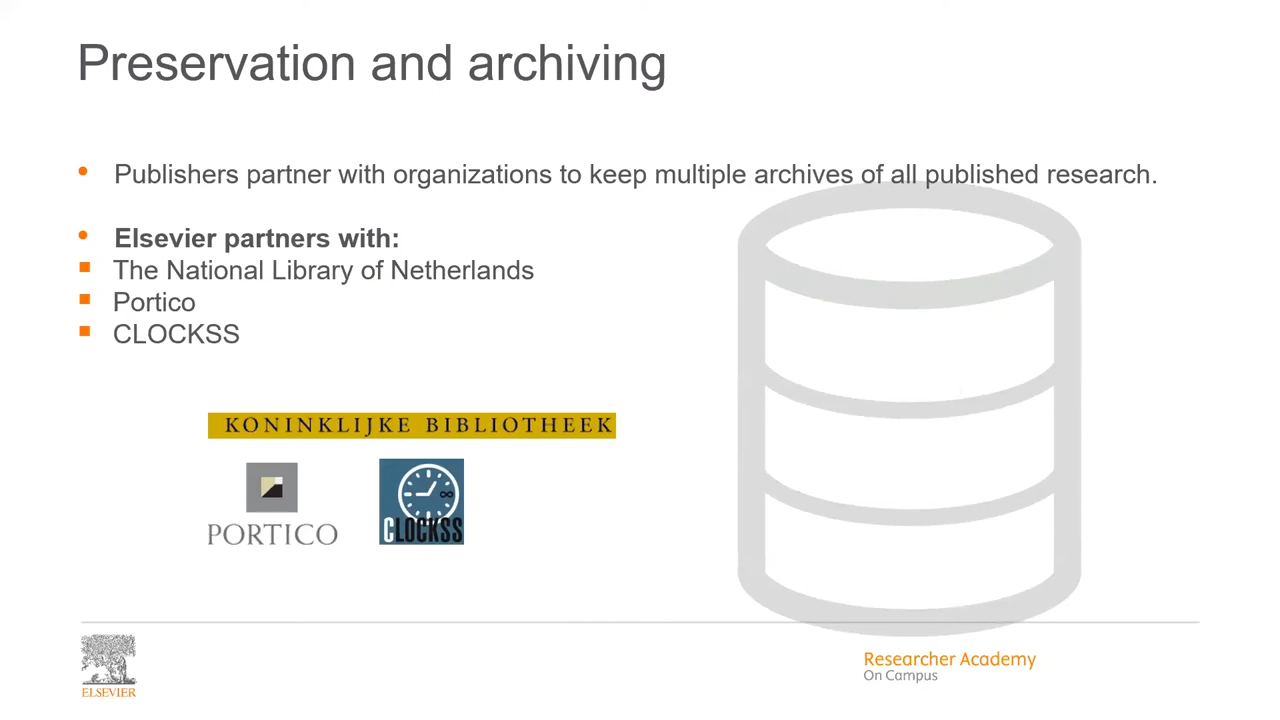 Preservation and archiving
Publishers partner with organizations to keep multiple archives of all published research.
Elsevier partners with:
The National Library of Netherlands
Portico
CLOCKSS
KONINKLIJKE BIBLIOTHEEK
PORTICO
CLOCKSS
ELSEVIER
Researcher Academy
On Campus